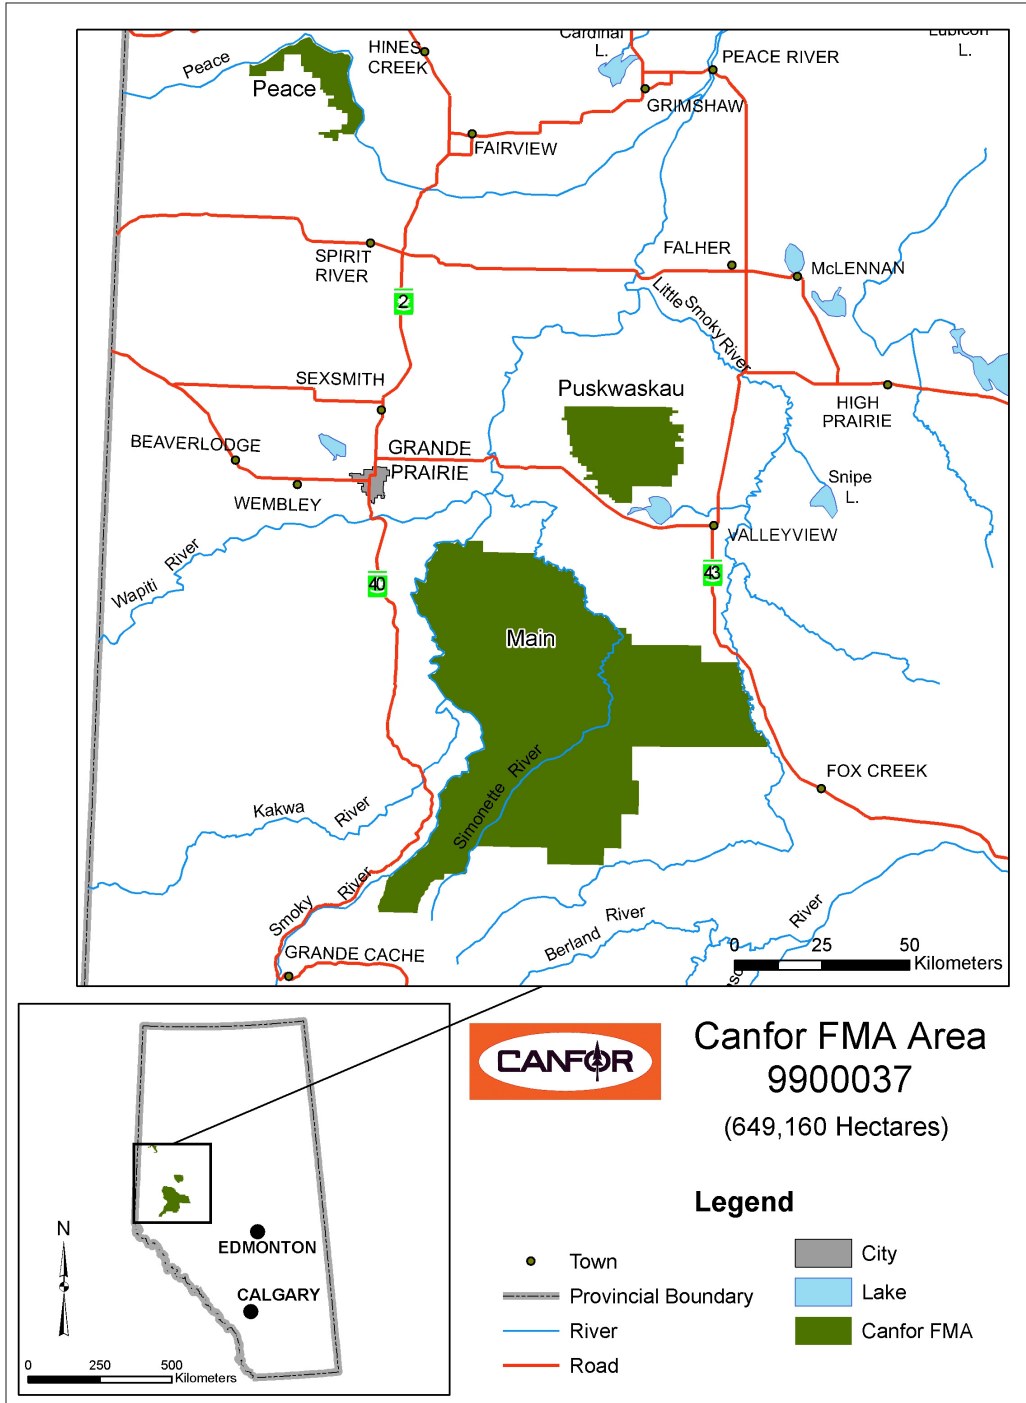 Cardinal
L.
Lubicon
L.
HINES
CREEK
PEACE RIVER
Peace
Peace
GRIMSHAW
FAIRVIEW
SPIRIT
RIVER
FALHER
McLENNAN
Little
Smoky River
2
SEXSMITH
Puskwaskau
HIGH
PRAIRIE
BEAVERLODGE
GRANDE
PRAIRIE
WEMBLEY
Snipe
L.
VALLEYVIEW
Wapiti River
40
43
Main
Simonette River
FOX CREEK
Kakwa River
Smoky River
Berland River
River
GRANDE CACHE
0 25 50
Kilometers
EDMONTON
CALGARY
N
0 250 500
Kilometers
CANFOR
Canfor FMA Area
9900037
(649,160 Hectares)
Legend
Town
Provincial Boundary
River
Road
City
Lake
Canfor FMA